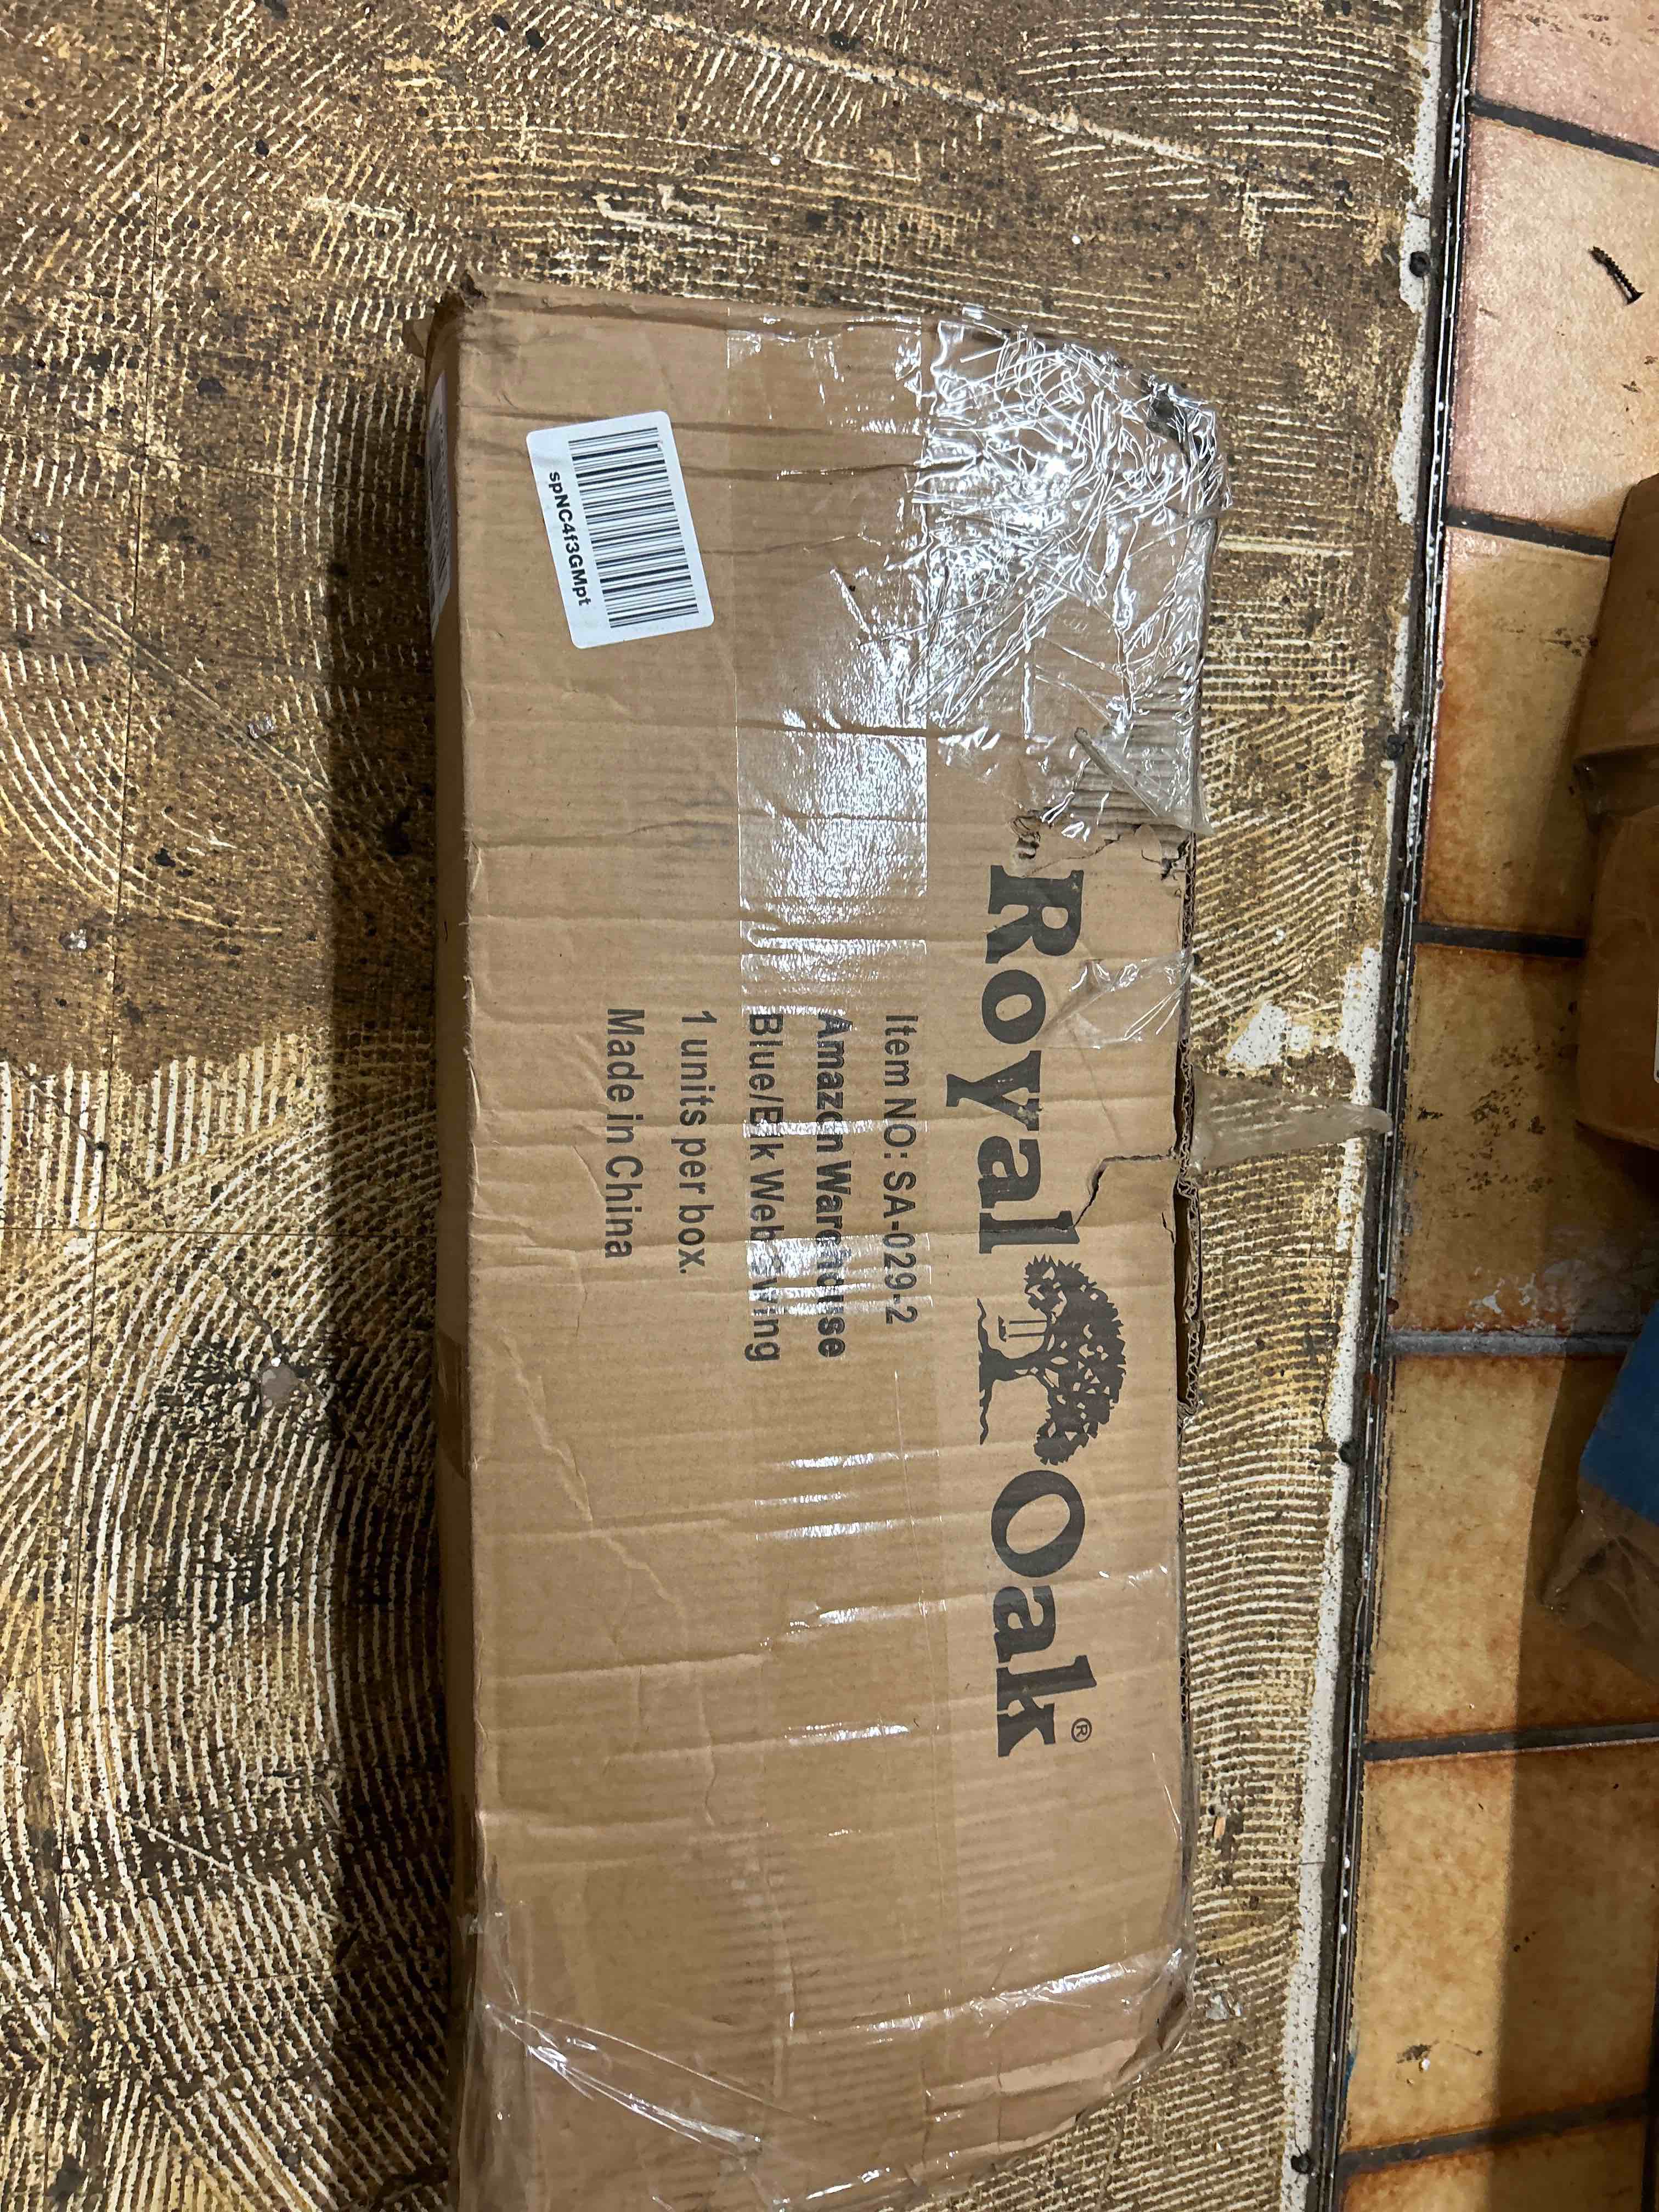 Royal Oak®
Item NO: SA-029-2
Amazon Warehouse
Blue/Blk Web Swing
1 units per box.
Made in China
spNC4f3GMpt